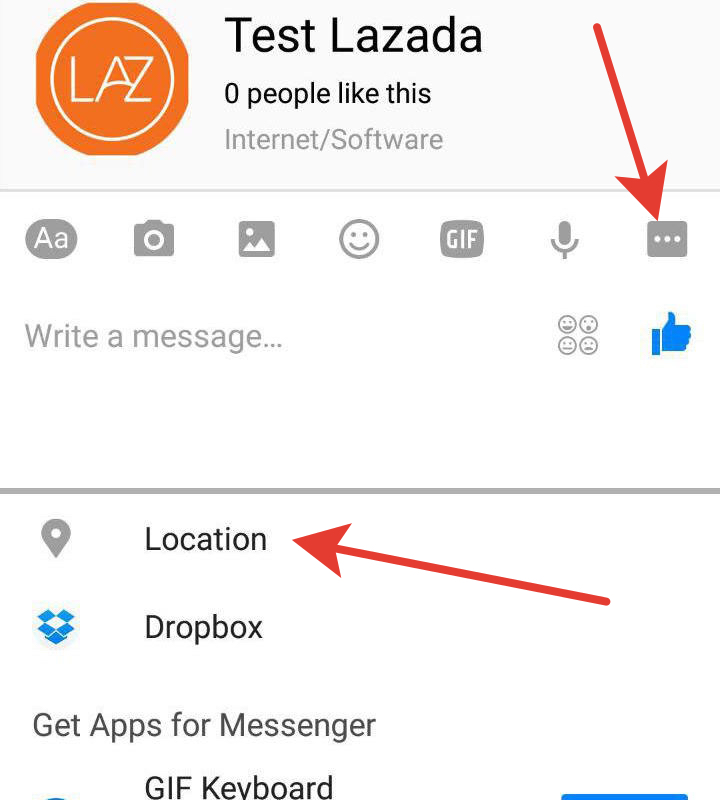 LAZ
Test Lazada
0 people like this
Internet/Software
Aa
GIF
Write a message...
Location
Dropbox
Get Apps for Messenger
GIF Keyboard